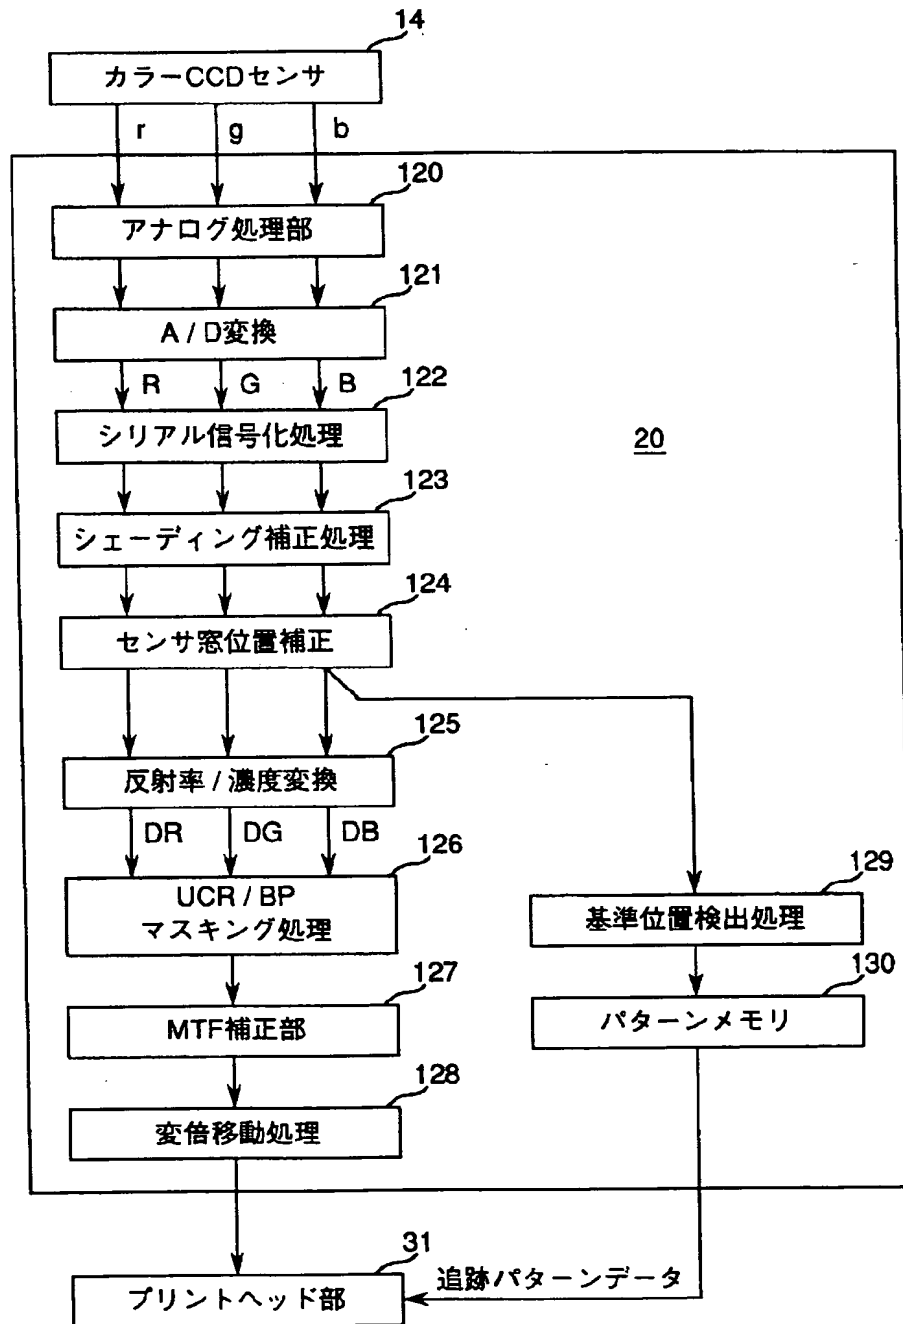 14
カラーCCDセンサ
r g b
120
アナログ処理部
121
A / D変換
R G B
122
シリアル信号化処理
20
123
シェーディング補正処理
124
センサ窓位置補正
125
反射率 / 濃度変換
DR DG DB
126
UCR / BP
マスキング処理
129
基準位置検出処理
127
MTF補正部
130
パターンメモリ
128
変倍移動処理
31
プリントヘッド部
追跡パターンデータ